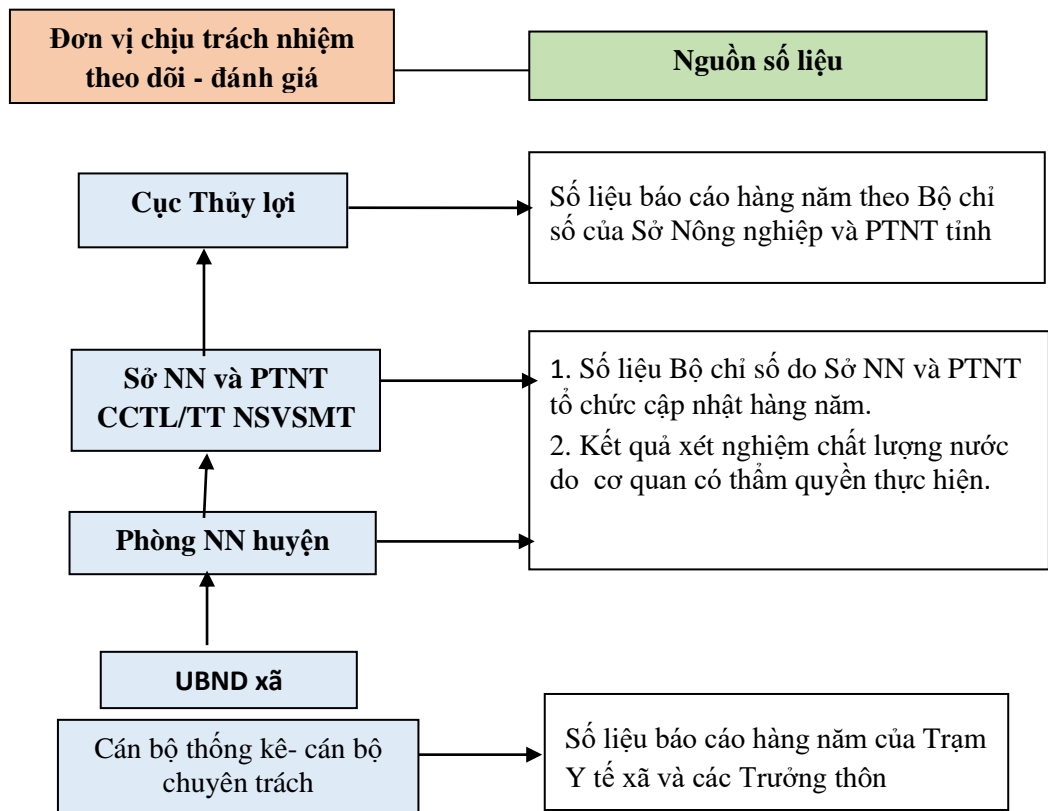 Đơn vị chịu trách nhiệm
theo dõi - đánh giá
Nguồn số liệu
Cục Thủy lợi
Số liệu báo cáo hàng năm theo Bộ chỉ
số của Sở Nông nghiệp và PTNT tỉnh
Sở NN và PTNT
CCTL/TT NSVSMT
1. Số liệu Bộ chỉ số do Sở NN và PTNT
tổ chức cập nhật hàng năm.
2. Kết quả xét nghiệm chất lượng nước
do cơ quan có thẩm quyền thực hiện.
Phòng NN huyện
UBND xã
Cán bộ thống kê- cán bộ
chuyên trách
Số liệu báo cáo hàng năm của Trạm
Y tế xã và các Trưởng thôn